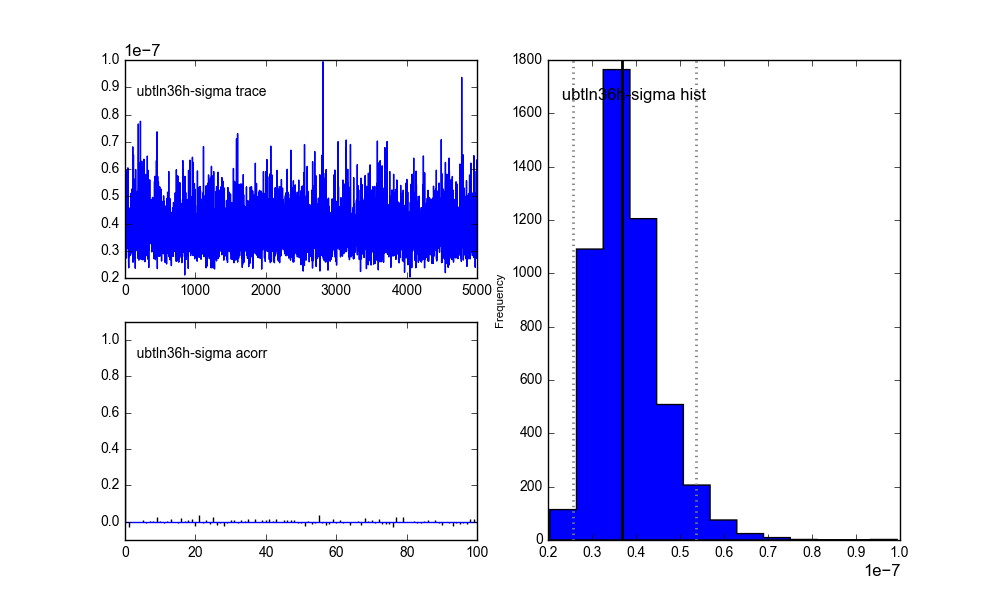 1e−7
1.0
0.9
0.8
0.7
0.6
0.5
0.4
0.3
0.2
ubtln36h-sigma trace
0 1000 2000 3000 4000 5000
1.0
0.8
0.6
0.4
0.2
0.0
ubtln36h-sigma acorr
0 20 40 60 80 100
Frequency
1800
1600
1400
1200
1000
800
600
400
200
0
ubtln36h-sigma hist
0.2 0.3 0.4 0.5 0.6 0.7 0.8 0.9 1.0
1e−7